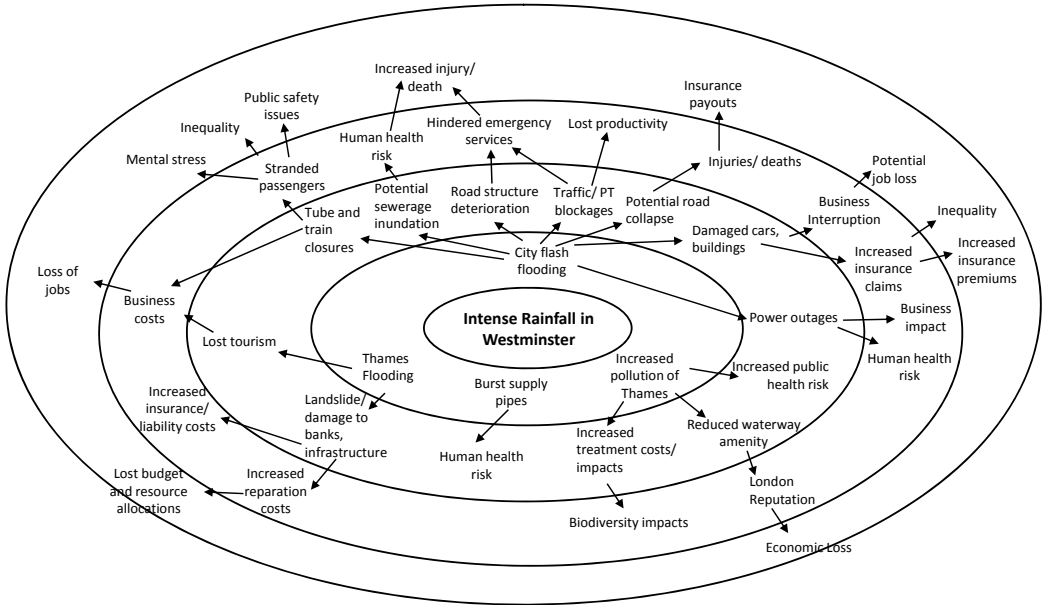 Increased injury/
death
Public safety
issues
Insurance
payouts
Inequality
Human health
risk
Hindered emergency
services
Lost productivity
Mental stress
Stranded
passengers
Injuries/ deaths
Potential
job loss
Potential
sewerage
inundation
Road structure
deterioration
Traffic/ PT
blockages
Potential road
collapse
Business
Interruption
Inequality
Tube and
train
closures
Damaged cars,
buildings
City flash
flooding
Increased
insurance
claims
Increased
insurance
premiums
Loss of
jobs
Business
costs
Intense Rainfall in
Westminster
Power outages
Business
impact
Lost tourism
Human health
risk
Thames
Flooding
Burst supply
pipes
Increased
pollution of
Thames
Increased public
health risk
Increased
insurance/
liability costs
Landslide/
damage to
banks,
infrastructure
Human health
risk
Increased
treatment costs/
impacts
Reduced waterway
amenity
Lost budget
and resource
allocations
Increased
reparation
costs
London
Reputation
Biodiversity impacts
Economic Loss